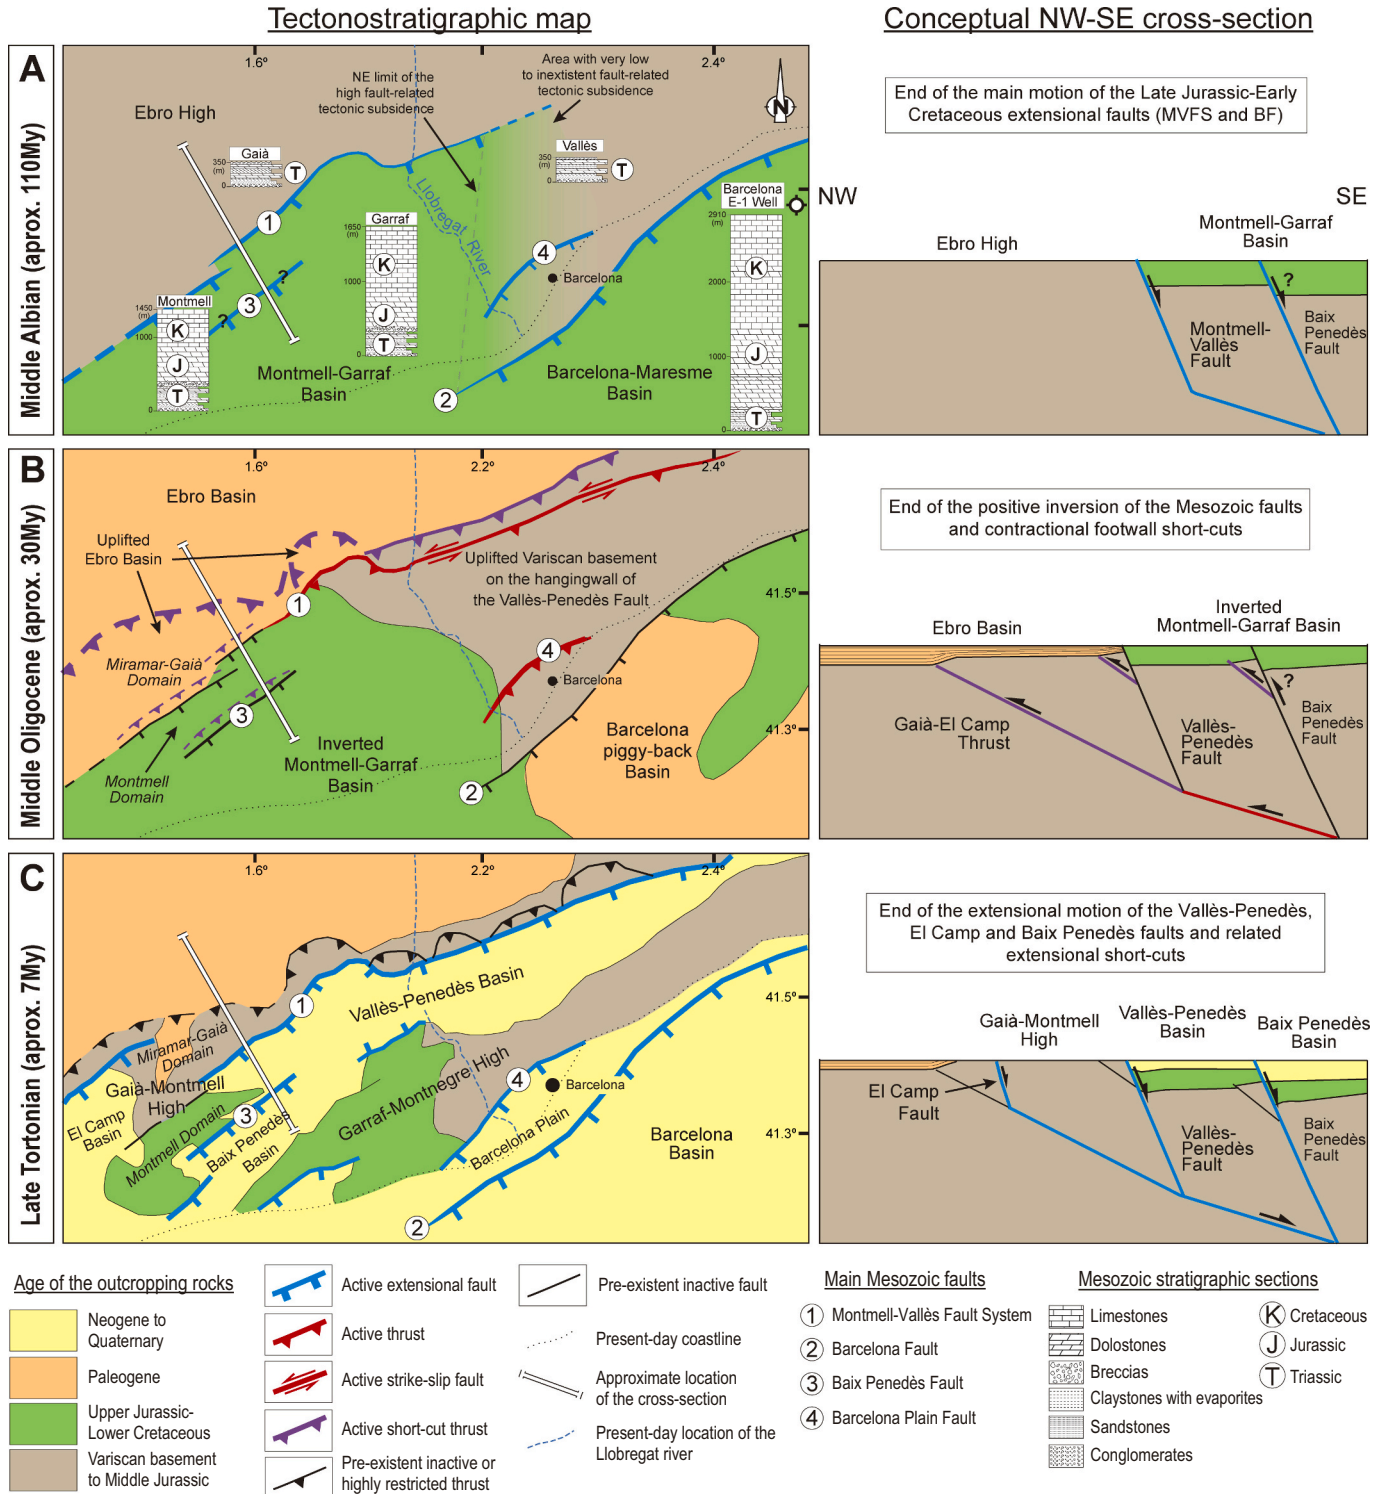 Tectonostratigraphic map
Conceptual NW-SE cross-section
A
Middle Albian (aprox. 110My)
1.6º
2.4º
N
Ebro High
NE limit of the
high fault-related
tectonic subsidence
Area with very low
to inexistent fault-related
tectonic subsidence
Gaià
350
(m)
0
T
Vallès
350
(m)
0
T
Llobregat River
Garraf
1650
(m)
1000
0
K
J
T
Barcelona
E-1 Well
2910
(m)
2000
1000
0
K
J
T
Montmell
1450
(m)
1000
0
K
J
T
1
3
?
?
4
Barcelona
2
Montmell-Garraf
Basin
Barcelona-Maresme
Basin
End of the main motion of the Late Jurassic-Early
Cretaceous extensional faults (MVFS and BF)
NW
SE
Ebro High
Montmell-Garraf
Basin
?
Montmell-
Vallès
Fault
Baix
Penedès
Fault
B
Middle Oligocene (aprox. 30My)
1.6º
2.2º
2.4º
41.5º
41.3º
Ebro Basin
Uplifted
Ebro Basin
Uplifted Variscan basement
on the hangingwall of
the Vallès-Penedès Fault
1
Miramar-Gaià
Domain
3
4
Barcelona
Montmell
Domain
Inverted
Montmell-Garraf
Basin
Barcelona
piggy-back
Basin
2
End of the positive inversion of the Mesozoic faults
and contractional footwall short-cuts
Ebro Basin
Inverted
Montmell-Garraf Basin
Gaià-El Camp
Thrust
Vallès-
Penedès
Fault
?
Baix
Penedès
Fault
C
Late Tortonian (aprox. 7My)
1.6º
2.2º
2.4º
41.5º
41.3º
1
Vallès-Penedès Basin
Miramar-Gaià
Domain
Gaià-Montmell
High
El Camp
Basin
Montmell Domain
3
Baix Penedès
Basin
Garraf-Montnegre High
4
Barcelona
Barcelona Plain
Barcelona
Basin
2
End of the extensional motion of the Vallès-Penedès,
El Camp and Baix Penedès faults and related
extensional short-cuts
Gaià-Montmell
High
Vallès-Penedès
Basin
Baix Penedès
Basin
El Camp
Fault
Vallès-
Penedès
Fault
Baix
Penedès
Fault
Age of the outcropping rocks
Neogene to
Quaternary
Paleogene
Upper Jurassic-
Lower Cretaceous
Variscan basement
to Middle Jurassic
Active extensional fault
Active thrust
Active strike-slip fault
Active short-cut thrust
Pre-existent inactive or
highly restricted thrust
Pre-existent inactive fault
Present-day coastline
Approximate location
of the cross-section
Present-day location of the
Llobregat river
Main Mesozoic faults
1 Montmell-Vallès Fault System
2 Barcelona Fault
3 Baix Penedès Fault
4 Barcelona Plain Fault
Mesozoic stratigraphic sections
Limestones
Dolostones
Breccias
Claystones with evaporites
Sandstones
Conglomerates
K Cretaceous
J Jurassic
T Triassic